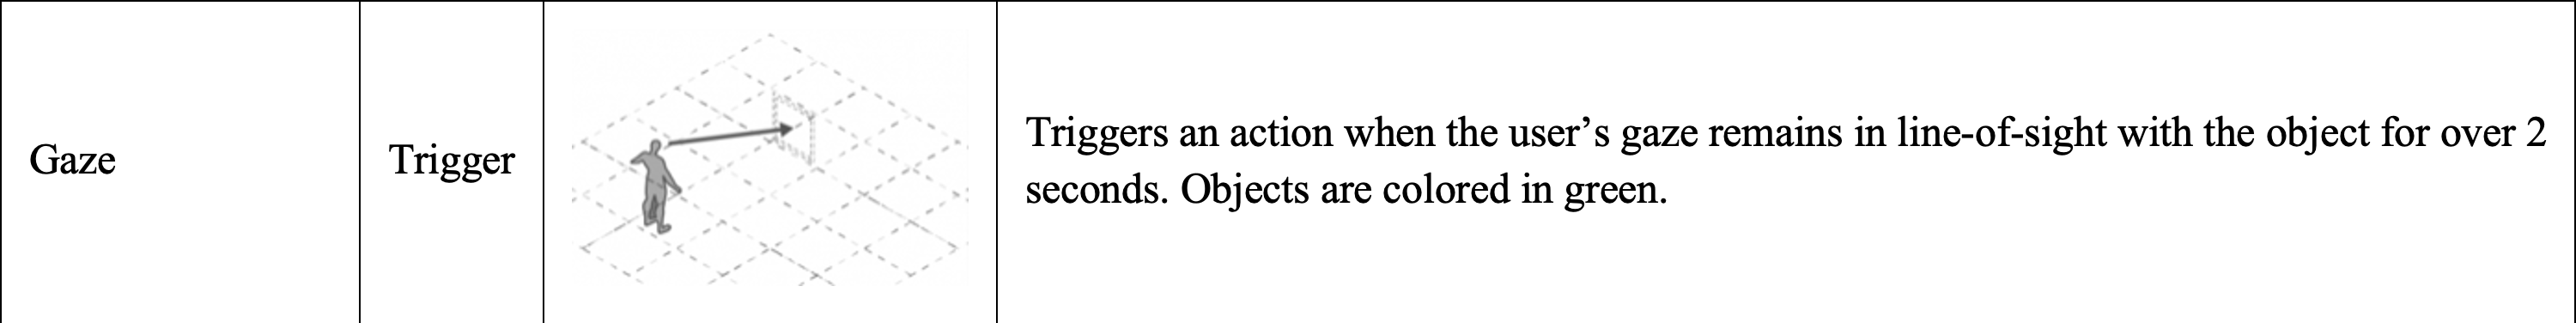 Gaze
Trigger
Triggers an action when the user’s gaze remains in line-of-sight with the object for over 2
seconds. Objects are colored in green.